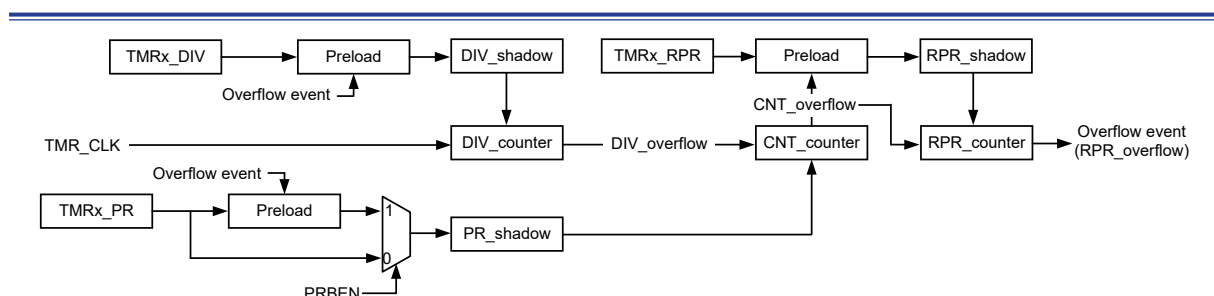 TMRx_DIV
Preload
DIV_shadow
TMRx_RPR
Preload
RPR_shadow
Overflow event
CNT_overflow
TMR_CLK
DIV_counter
DIV_overflow
CNT_counter
RPR_counter
Overflow event
(RPR_overflow)
Overflow event
TMRx_PR
Preload
1
PR_shadow
0
PRBEN